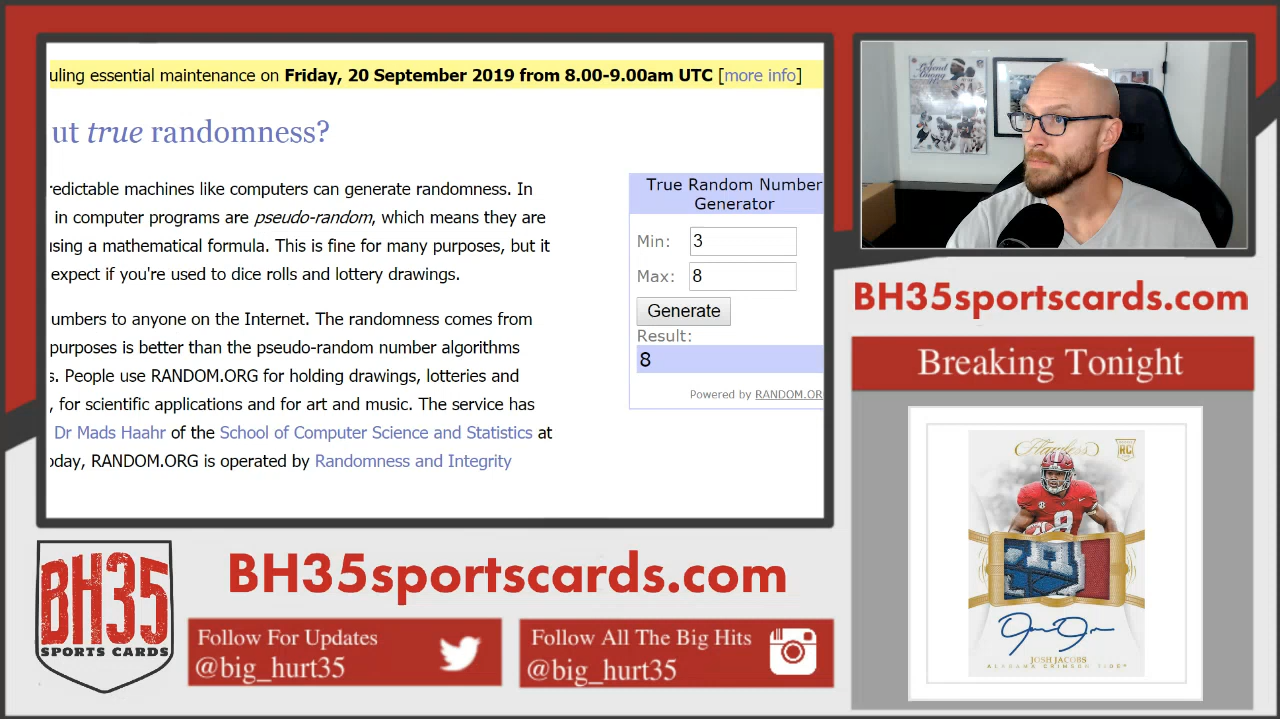 uling essential maintenance on Friday, 20 September 2019 from 8.00-9.00am UTC [more info]
ut true randomness?
redictable machines like computers can generate randomness. In
in computer programs are pseudo-random, which means they are
using a mathematical formula. This is fine for many purposes, but it
expect if you're used to dice rolls and lottery drawings.
umbers to anyone on the Internet. The randomness comes from
purposes is better than the pseudo-random number algorithms
s. People use RANDOM.ORG for holding drawings, lotteries and
, for scientific applications and for art and music. The service has
Dr Mads Haahr of the School of Computer Science and Statistics at
oday, RANDOM.ORG is operated by Randomness and Integrity
True Random Number
Generator
Min: 3
Max: 8
Generate
Result:
8
Powered by RANDOM.OR
BH35sportscards.com
Breaking Tonight
Flawless
RC
8
JOSH JACOBS
ALABAMA CRIMSON TIDE
BH35
SPORTS CARDS
BH35sportscards.com
Follow For Updates
@big_hurt35
Follow All The Big Hits
@big_hurt35